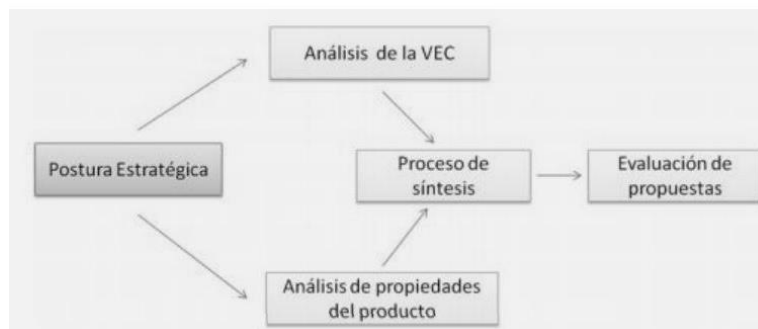 Análisis de la VEC
Postura Estratégica
Proceso de
síntesis
Evaluación de
propuestas
Análisis de propiedades
del producto